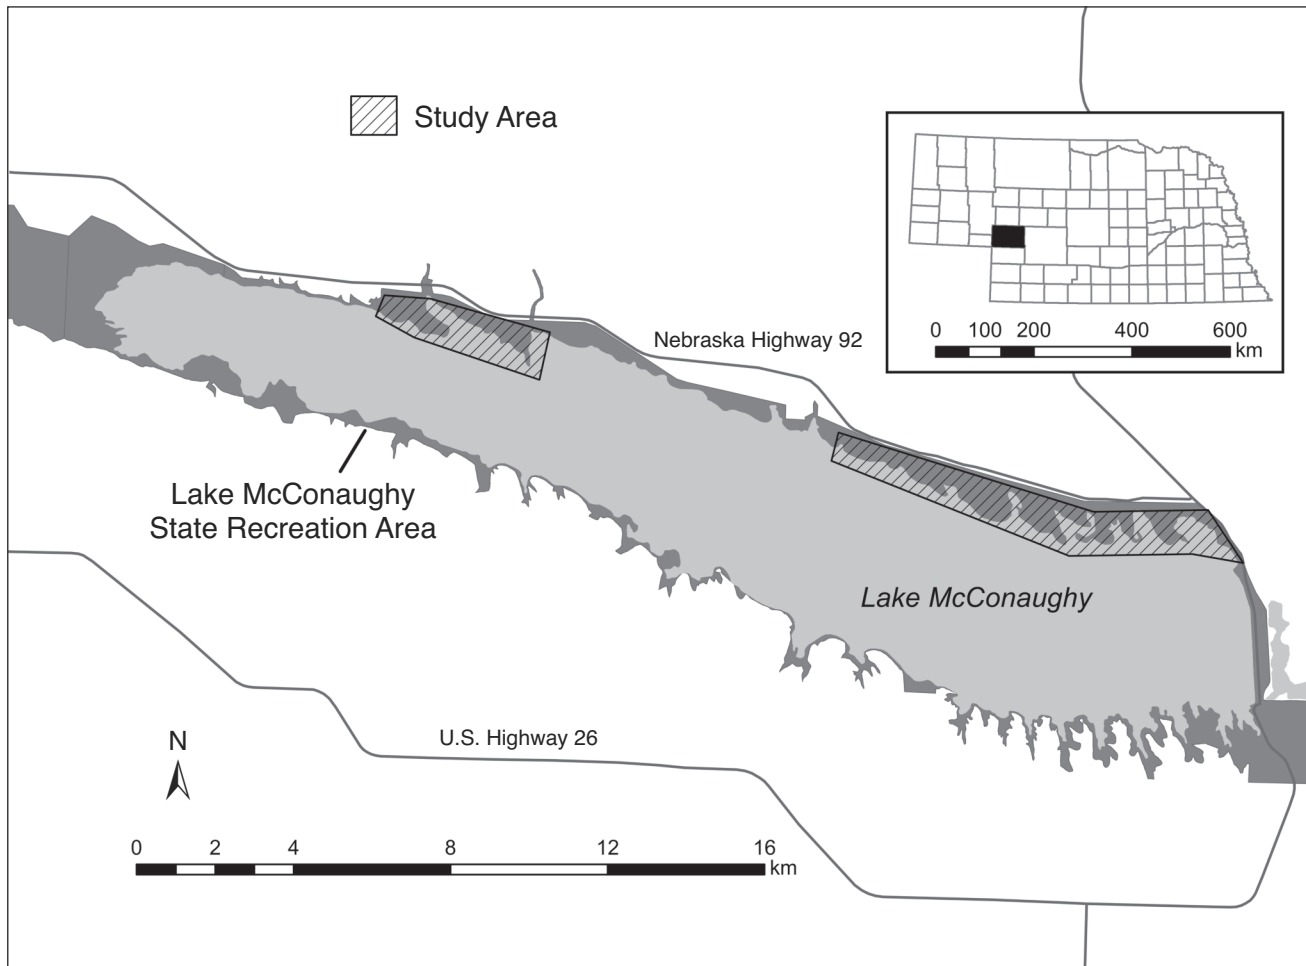 Study Area
0 100 200 400 600
km
Nebraska Highway 92
Lake McConaughy
State Recreation Area
Lake McConaughy
U.S. Highway 26
N
0 2 4 8 12 16
km